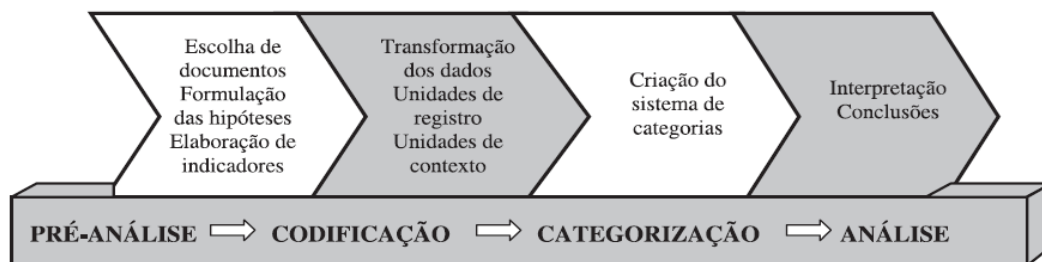 Escolha de
documentos
Formulação
das hipóteses
Elaboração de
indicadores
Transformação
dos dados
Unidades de
registro
Unidades de
contexto
Criação do
sistema de
categorias
Interpretação
Conclusões
PRÉ-ANÁLISE CODIFICAÇÃO CATEGORIZAÇÃO ANÁLISE